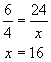 6/4 = 24/x
x = 16